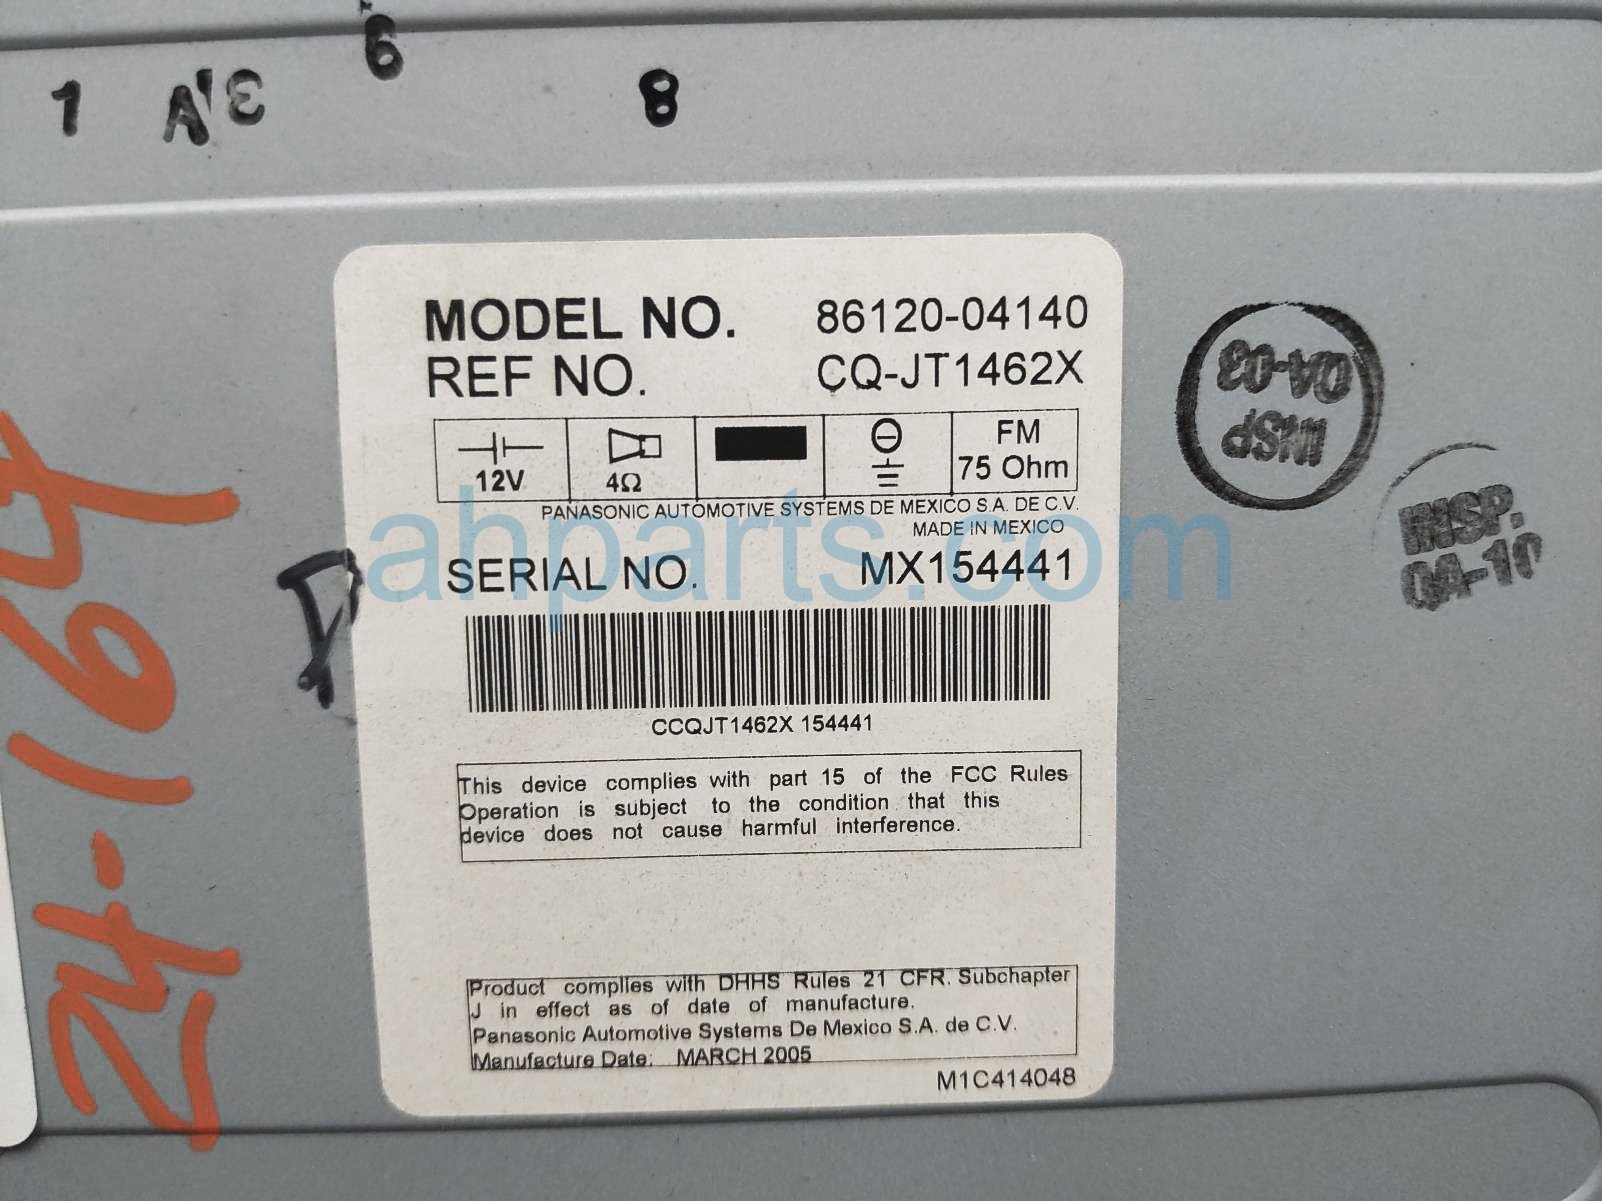 6
1 A'E 8
MODEL NO. 86120-04140
REF NO. CQ-JT1462X
12V 4Ω FM
75 Ohm
PANASONIC AUTOMOTIVE SYSTEMS DE MEXICO S.A. DE C.V.
MADE IN MEXICO
SERIAL NO. MX154441
CCQJT1462X 154441
This device complies with part 15 of the FCC Rules
Operation is subject to the condition that this
device does not cause harmful interference.
Product complies with DHHS Rules 21 CFR. Subchapter
J in effect as of date of manufacture.
Panasonic Automotive Systems De Mexico S.A. de C.V.
Manufacture Date: MARCH 2005
M1C414048
INSP
QA-03
INSP.
QA-10
ahparts.com